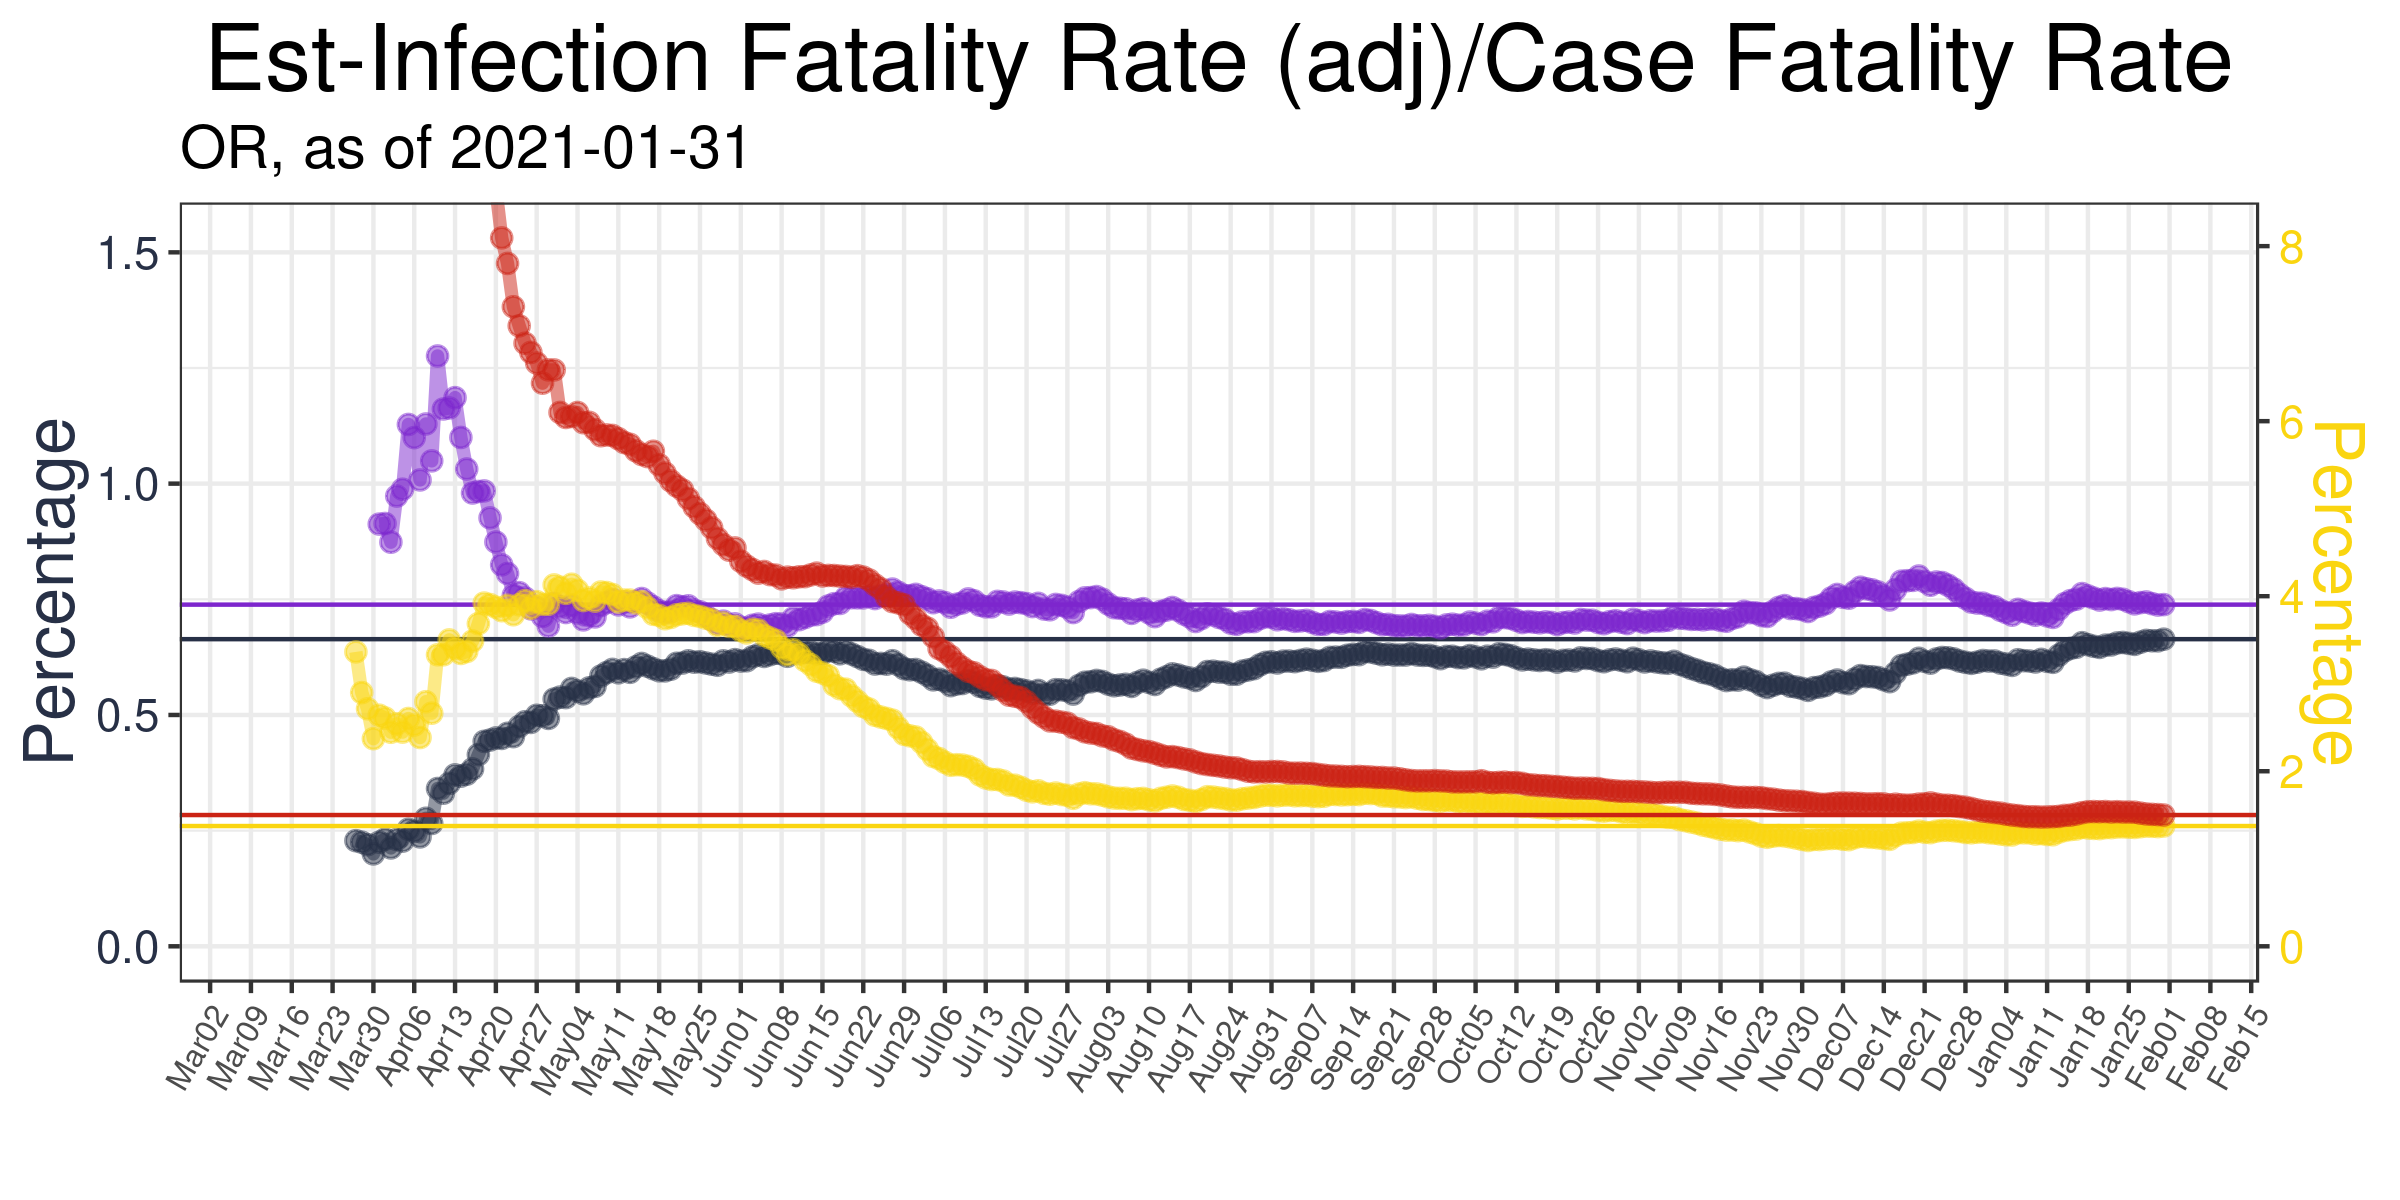 Est-Infection Fatality Rate (adj)/Case Fatality Rate
OR, as of 2021-01-31
Percentage
1.5
1.0
0.5
0.0
8
6
4
2
0
Percentage
Mar02
Mar09
Mar16
Mar23
Mar30
Apr06
Apr13
Apr20
Apr27
May04
May11
May18
May25
Jun01
Jun08
Jun15
Jun22
Jun29
Jul06
Jul13
Jul20
Jul27
Aug03
Aug10
Aug17
Aug24
Aug31
Sep07
Sep14
Sep21
Sep28
Oct05
Oct12
Oct19
Oct26
Nov02
Nov09
Nov16
Nov23
Nov30
Dec07
Dec14
Dec21
Dec28
Jan04
Jan11
Jan18
Jan25
Feb01
Feb08
Feb15